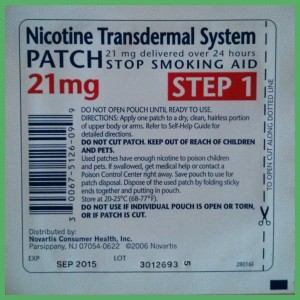 Nicotine Transdermal System
PATCH 21 mg delivered over 24 hours
STOP SMOKING AID
21mg STEP 1
DO NOT OPEN POUCH UNTIL READY TO USE.
DIRECTIONS: Apply one patch to a dry, clean, hairless portion
of upper body or arms. Refer to Self-Help Guide for
detailed directions.
DO NOT CUT PATCH. KEEP OUT OF REACH OF CHILDREN
AND PETS.
Used patches have enough nicotine to poison children
and pets. If swallowed, get medical help or contact a
Poison Control Center right away. Save pouch to use for
patch disposal. Dispose of the used patch by folding sticky
ends together and putting in pouch.
Store at 20-25°C (68-77°F).
DO NOT USE IF INDIVIDUAL POUCH IS OPEN OR TORN,
OR IF PATCH IS CUT.
TO OPEN CUT ALONG DOTTED LINE
3 0067-5126-09 9
Distributed by:
Novartis Consumer Health, Inc.
Parsippany, NJ 07054-0622 ©2006 Novartis
EXP SEP 2015 LOT 3012693 5